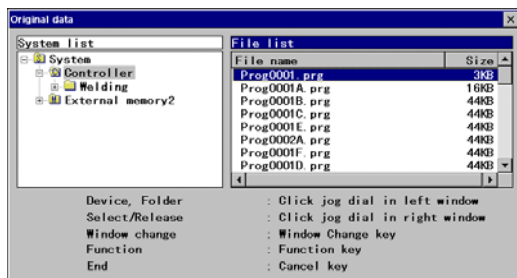 Original data
System list
System
Controller
Welding
External memory2
File list
File name Size
Prog0001.prg 3KB
Prog0001A.prg 16KB
Prog0001B.prg 44KB
Prog0001C.prg 44KB
Prog0001E.prg 44KB
Prog0002A.prg 44KB
Prog0001F.prg 44KB
Prog0001D.prg 44KB
Device, Folder : Click jog dial in left window
Select/Release : Click jog dial in right window
Window change : Window Change key
Function : Function key
End : Cancel key